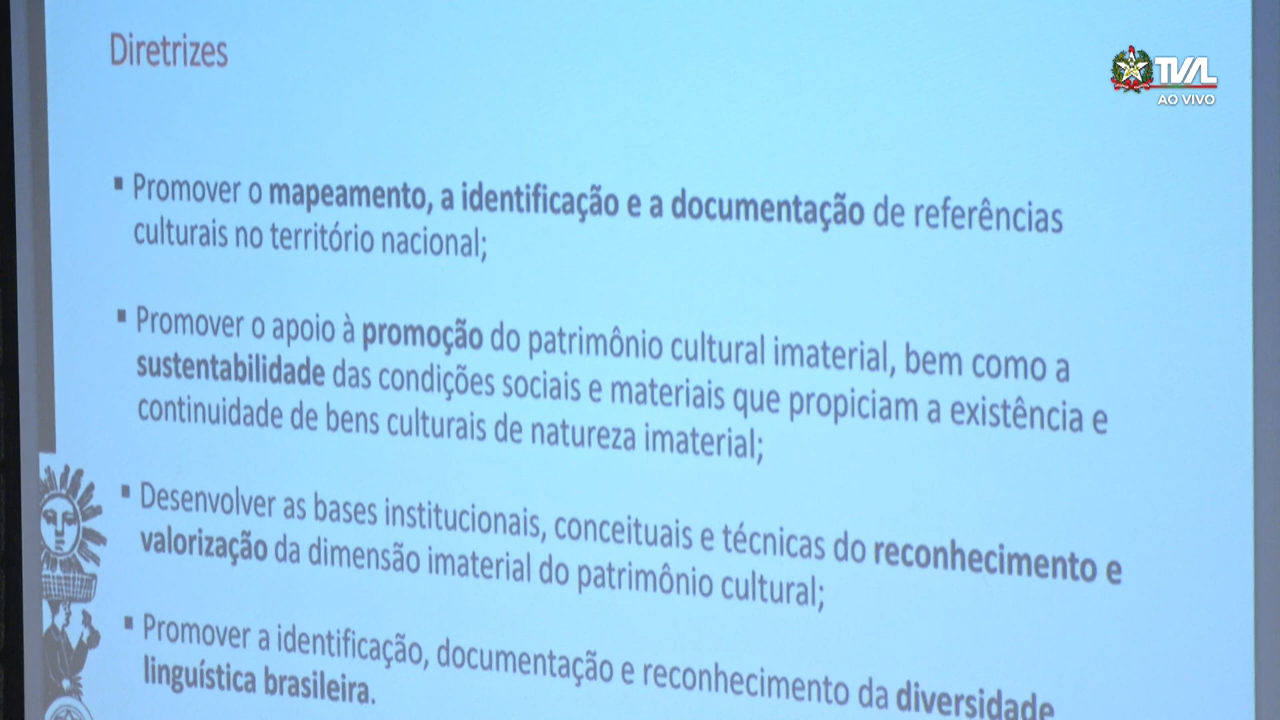 Diretrizes
TVAL
AO VIVO
▪ Promover o mapeamento, a identificação e a documentação de referências
culturais no território nacional;
▪ Promover o apoio à promoção do patrimônio cultural imaterial, bem como a
sustentabilidade das condições sociais e materiais que propiciam a existência e
continuidade de bens culturais de natureza imaterial;
▪ Desenvolver as bases institucionais, conceituais e técnicas do reconhecimento e
valorização da dimensão imaterial do patrimônio cultural;
▪ Promover a identificação, documentação e reconhecimento da diversidade
linguística brasileira.